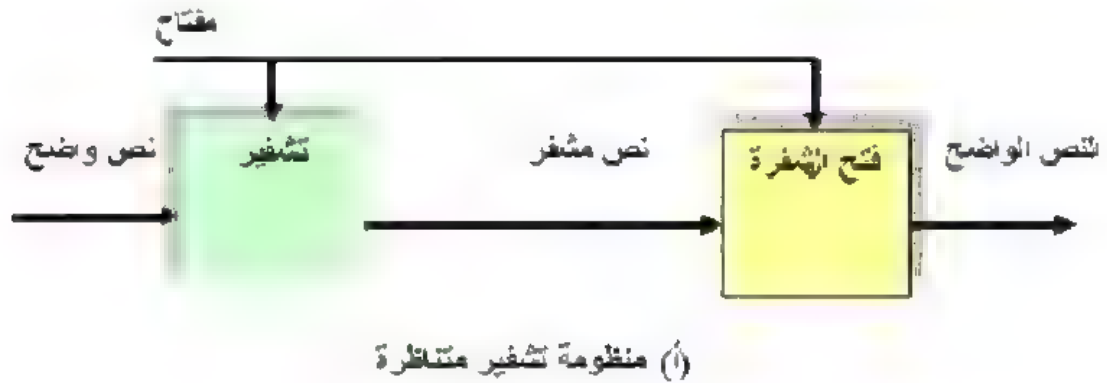 مفتاح
نص واضح
تشفير
نص مشفر
فتح الشفرة
النص الواضح
(أ) منظومة تشفير متناظرة